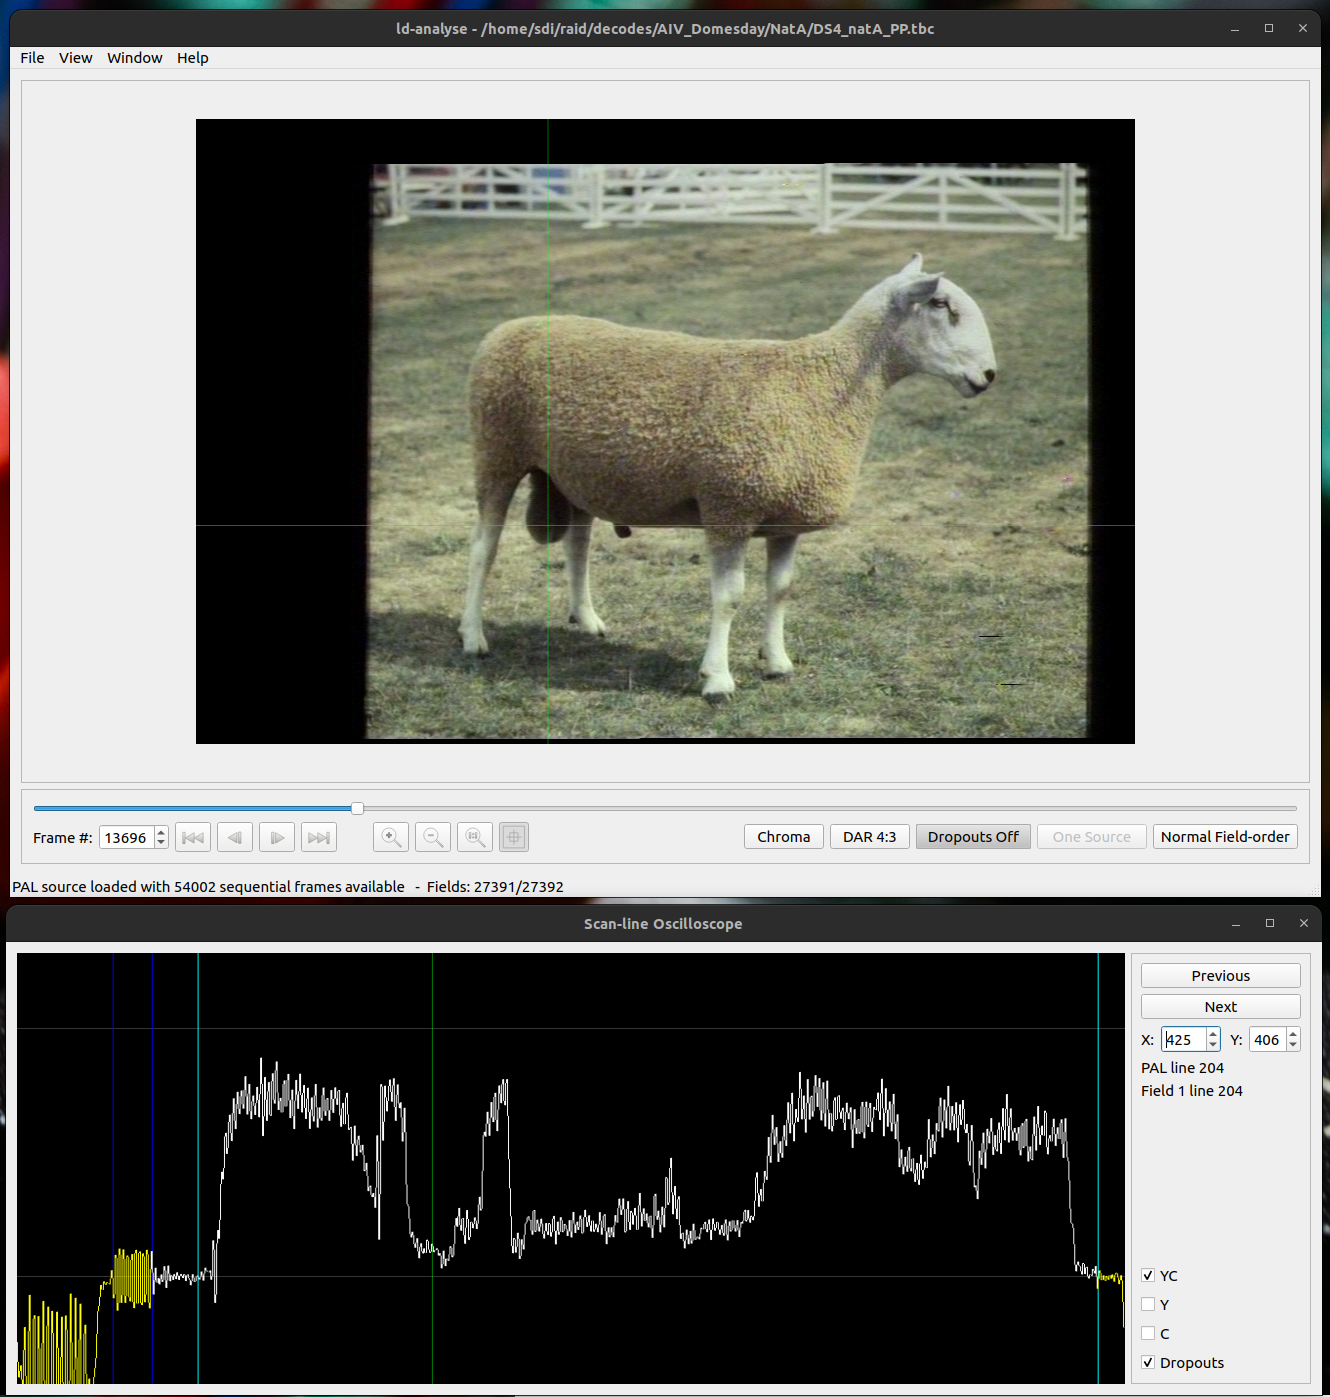 ld-analyse - /home/sdi/raid/decodes/AIV_Domesday/NatA/DS4_natA_PP.tbc
File View Window Help
Frame #: 13696 1:1 Chroma DAR 4:3 Dropouts Off One Source Normal Field-order
PAL source loaded with 54002 sequential frames available - Fields: 27391/27392
Scan-line Oscilloscope
Previous
Next
X: 425 Y: 406
PAL line 204
Field 1 line 204
YC
Y
C
Dropouts